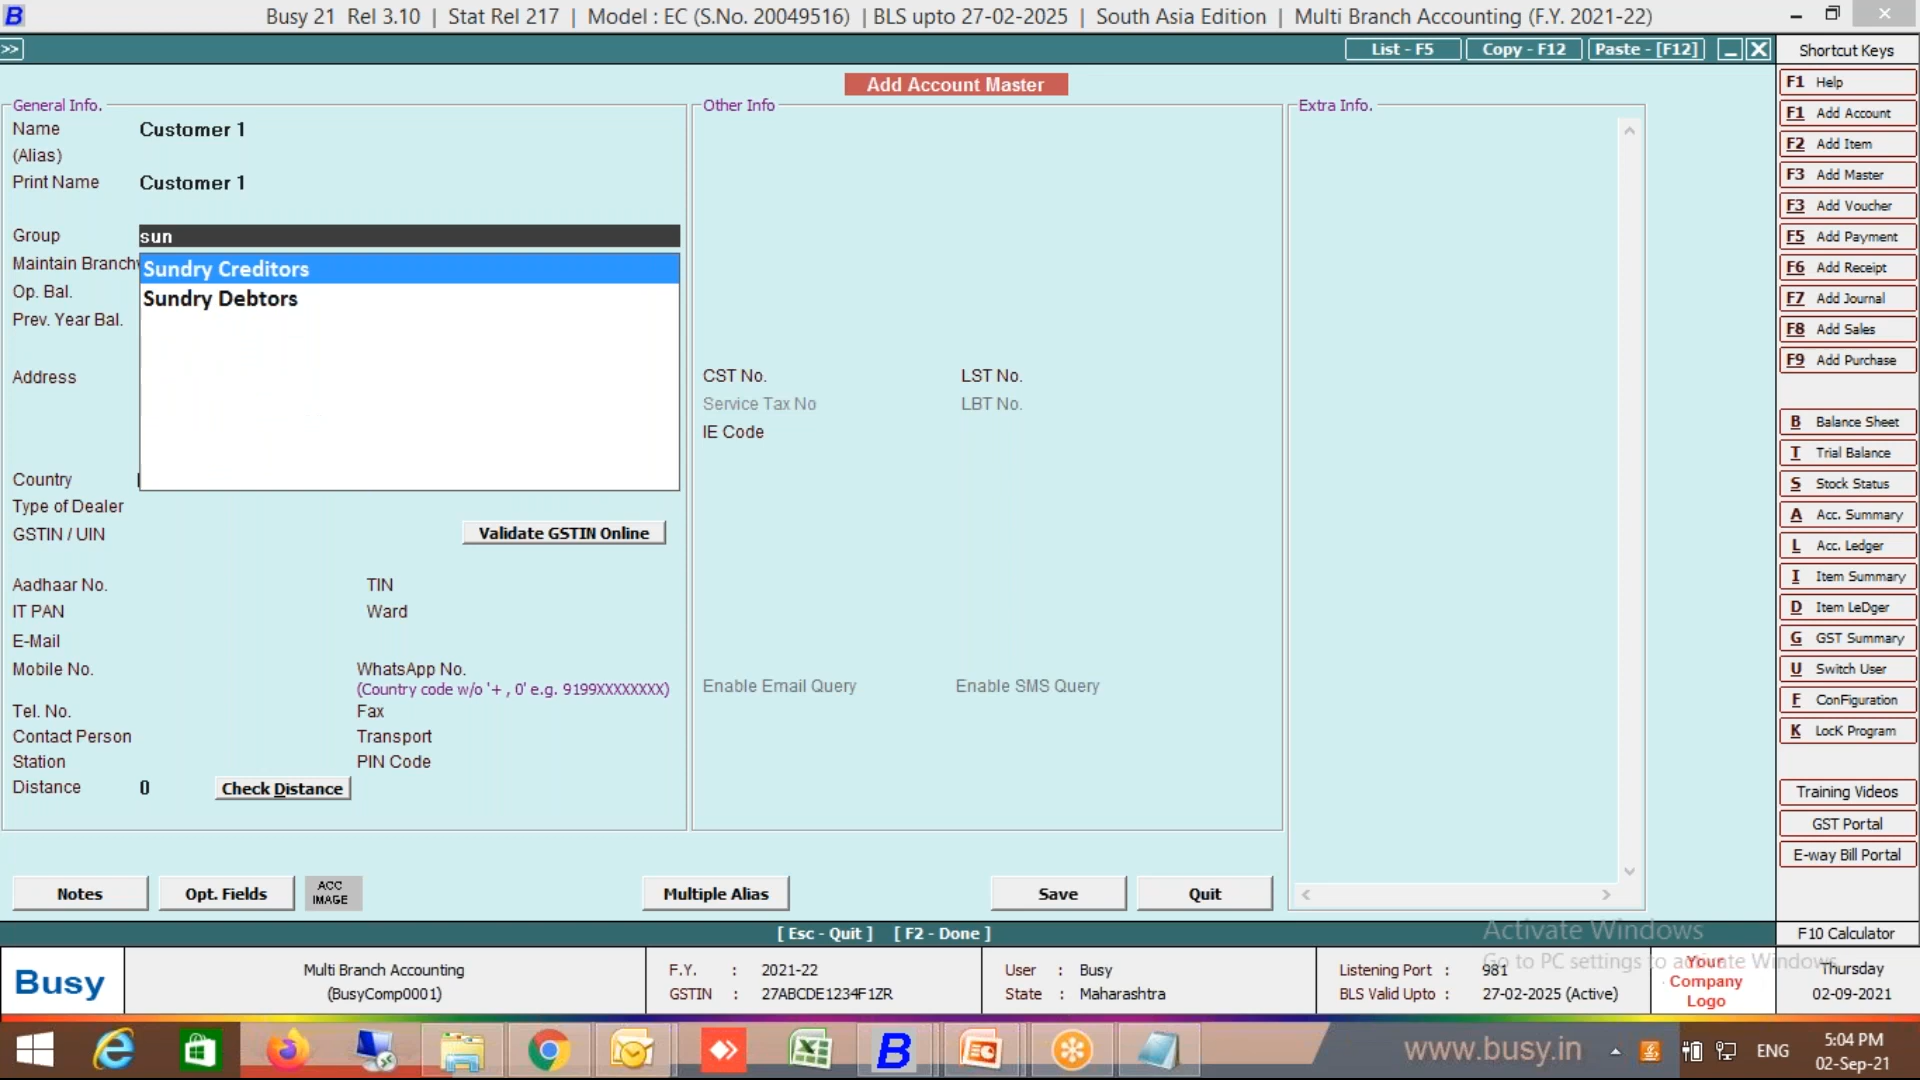 B Busy 21 Rel 3.10 | Stat Rel 217 | Model : EC (S.No. 20049516) | BLS upto 27-02-2025 | South Asia Edition | Multi Branch Accounting (F.Y. 2021-22)
>> List - F5 Copy - F12 Paste - [F12]
Add Account Master
General Info.
Name Customer 1
(Alias)
Print Name Customer 1
Group sun
Maintain Branchw
Sundry Creditors
Op. Bal.
Sundry Debtors
Prev. Year Bal.
Address
Country
Type of Dealer
GSTIN / UIN Validate GSTIN Online
Aadhaar No. TIN
IT PAN Ward
E-Mail
Mobile No. WhatsApp No.
(Country code w/o '+ , 0' e.g. 9199XXXXXXXX)
Tel. No. Fax
Contact Person Transport
Station PIN Code
Distance 0 Check Distance
Other Info
CST No. LST No.
Service Tax No LBT No.
IE Code
Enable Email Query Enable SMS Query
Extra Info.
Notes Opt. Fields ACC IMAGE Multiple Alias Save Quit
[ Esc - Quit ] [ F2 - Done ]
Shortcut Keys
F1 Help
F1 Add Account
F2 Add Item
F3 Add Master
F3 Add Voucher
F5 Add Payment
F6 Add Receipt
F7 Add Journal
F8 Add Sales
F9 Add Purchase
B Balance Sheet
T Trial Balance
S Stock Status
A Acc. Summary
L Acc. Ledger
I Item Summary
D Item LeDger
G GST Summary
U Switch User
F ConFiguration
K LocK Program
Training Videos
GST Portal
E-way Bill Portal
F10 Calculator
Activate Windows
Go to PC settings to activate Windows.
Busy
Multi Branch Accounting
(BusyComp0001)
F.Y. : 2021-22
GSTIN : 27ABCDE1234F1ZR
User : Busy
State : Maharashtra
Listening Port : 981
BLS Valid Upto : 27-02-2025 (Active)
Your
Company
Logo
Thursday
02-09-2021
B www.busy.in ENG
5:04 PM
02-Sep-21